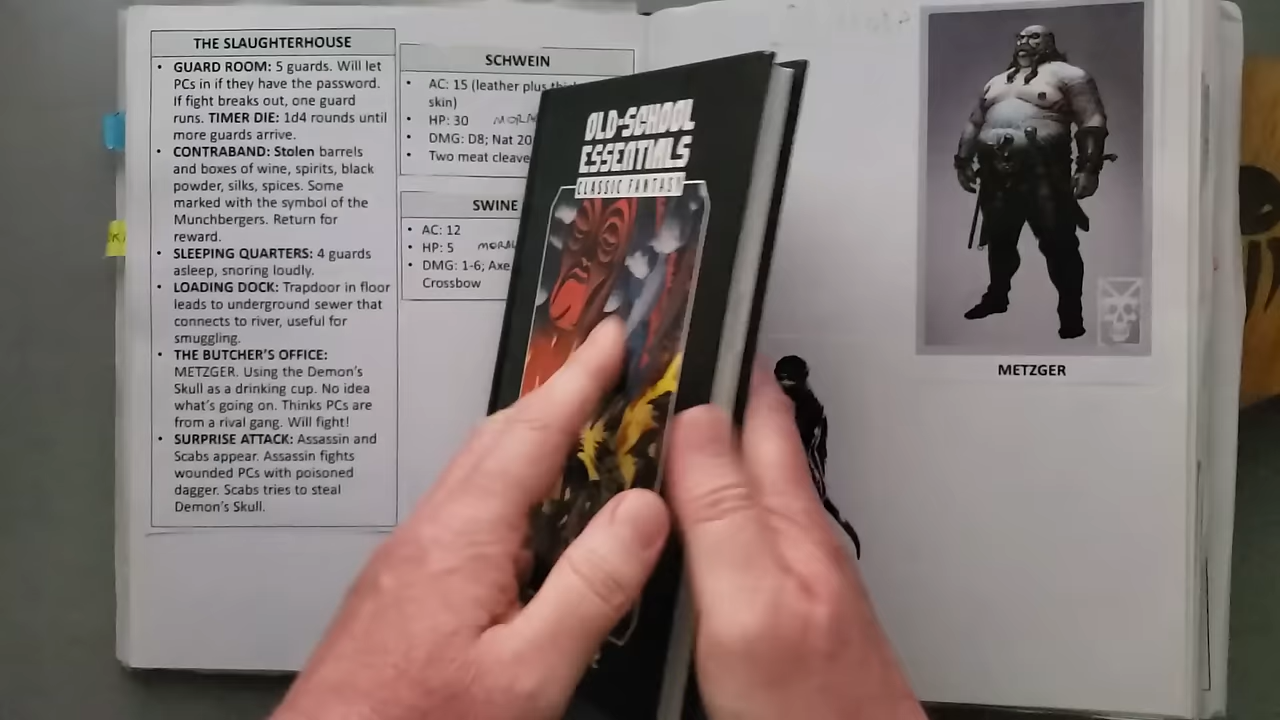 THE SLAUGHTERHOUSE
• GUARD ROOM: 5 guards. Will let
PCs in if they have the password.
If fight breaks out, one guard
runs. TIMER DIE: 1d4 rounds until
more guards arrive.
• CONTRABAND: Stolen barrels
and boxes of wine, spirits, black
powder, silks, spices. Some
marked with the symbol of the
Munchbergers. Return for
reward.
• SLEEPING QUARTERS: 4 guards
asleep, snoring loudly.
• LOADING DOCK: Trapdoor in floor
leads to underground sewer that
connects to river, useful for
smuggling.
• THE BUTCHER'S OFFICE:
METZGER. Using the Demon's
Skull as a drinking cup. No idea
what's going on. Thinks PCs are
from a rival gang. Will fight!
• SURPRISE ATTACK: Assassin and
Scabs appear. Assassin fights
wounded PCs with poisoned
dagger. Scabs tries to steal
Demon's Skull.
SCHWEIN
• AC: 15 (leather plus
skin)
• HP: 30
• DMG: D8; Nat 20
• Two meat
SWINE
• AC: 12
• HP: 5
• DMG: 1-6; Axe
Crossbow
OLD-SCHOOL
ESSENTIALS
CLASSIC FANTASY
METZGER